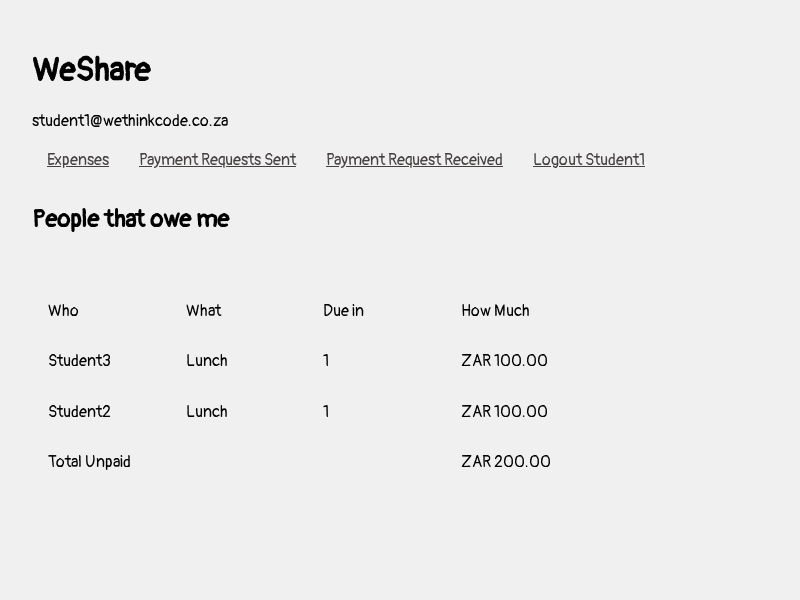 WeShare
student1@wethinkcode.co.za
Expenses Payment Requests Sent Payment Request Received Logout Student1
People that owe me
Who What Due in How Much
Student3 Lunch 1 ZAR 100.00
Student2 Lunch 1 ZAR 100.00
Total Unpaid ZAR 200.00